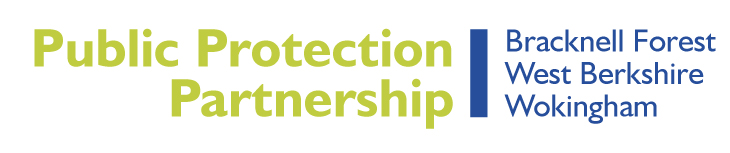 Public Protection
Partnership
Bracknell Forest
West Berkshire
Wokingham